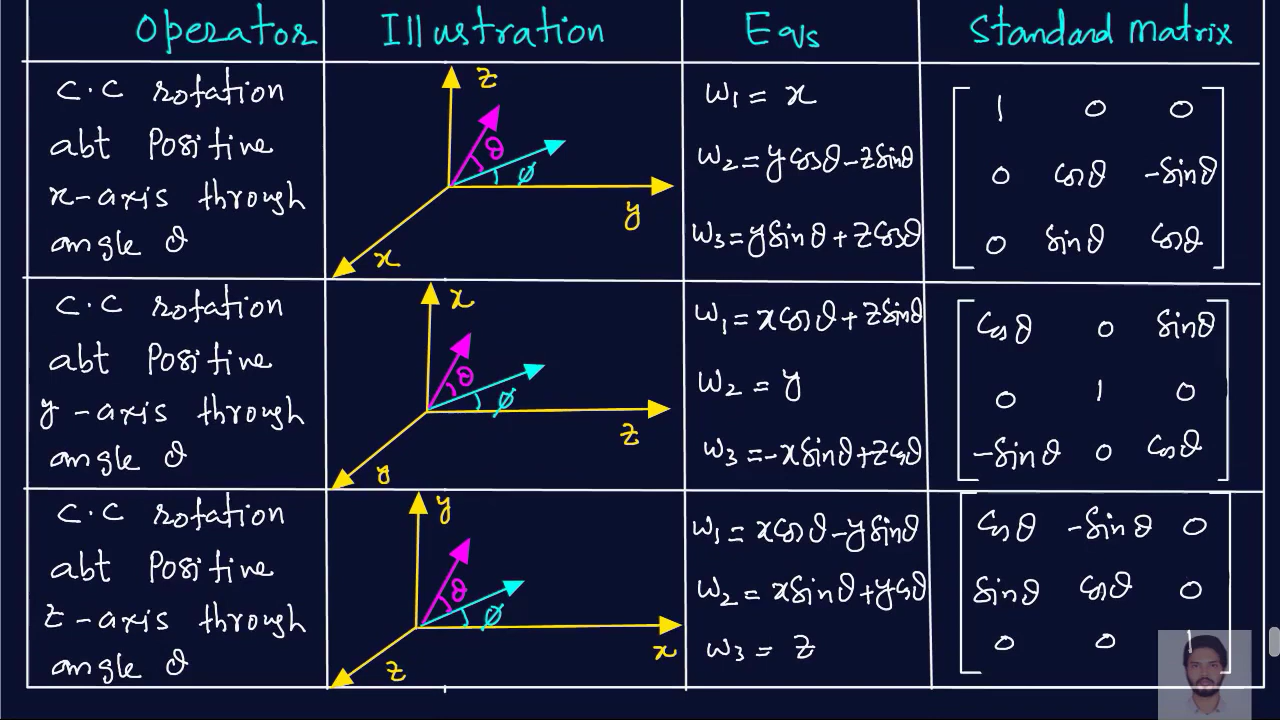 Operator Illustration Eqs Standard Matrix
C.C rotation
abt Positive
x-axis through
angle θ
z
θ
φ
y
x
w₁ = x
w₂ = y cosθ - z sinθ
w₃ = y sinθ + z cosθ
1 0 0
0 cosθ -sinθ
0 sinθ cosθ
C.C rotation
abt Positive
y-axis through
angle θ
x
θ
φ
z
y
w₁ = x cosθ + z sinθ
w₂ = y
w₃ = -x sinθ + z cosθ
cosθ 0 sinθ
0 1 0
-sinθ 0 cosθ
C.C rotation
abt Positive
z-axis through
angle θ
y
θ
φ
x
z
w₁ = x cosθ - y sinθ
w₂ = x sinθ + y cosθ
w₃ = z
cosθ -sinθ 0
sinθ cosθ 0
0 0 1